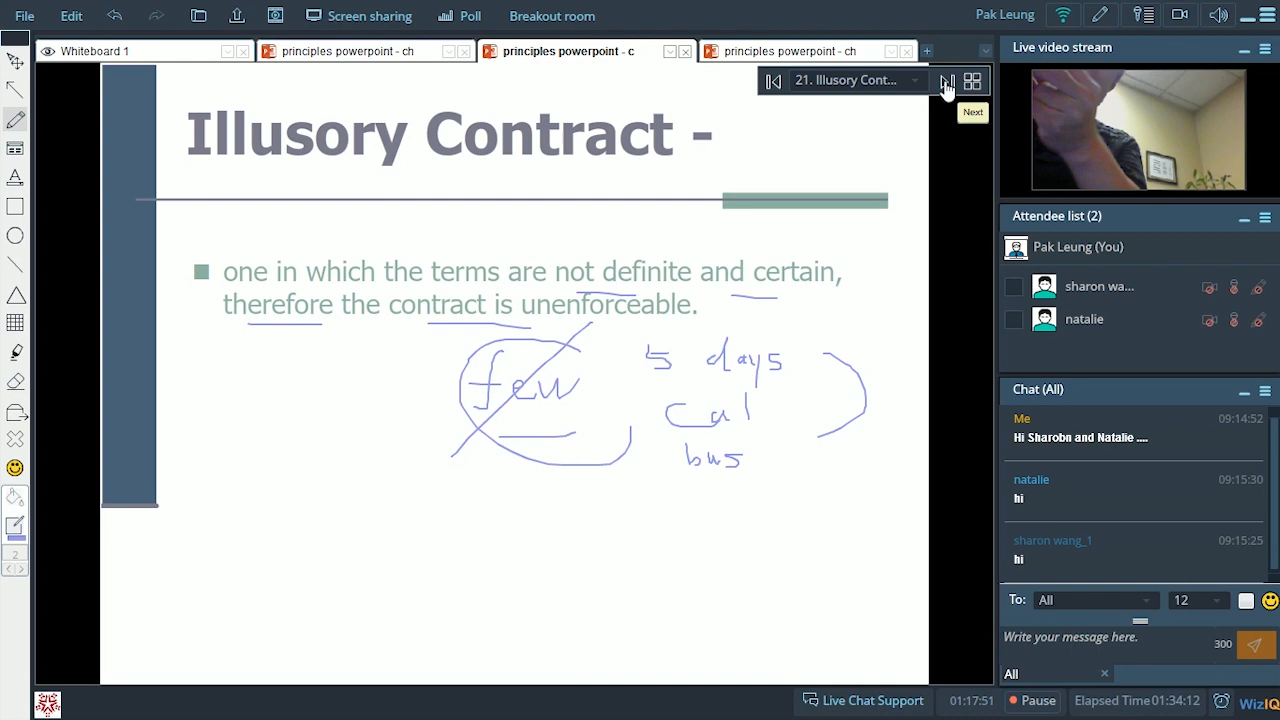 File Edit Screen sharing Poll Breakout room Pak Leung
Whiteboard 1 principles powerpoint - ch principles powerpoint - c principles powerpoint - ch
21. Illusory Cont...
Next
Illusory Contract -
one in which the terms are not definite and certain,
therefore the contract is unenforceable.
few 5 days
cal
bus
Live video strem
Attendee list (2)
Pak Leung (You)
sharon wa...
natalie
Chat (All)
Me 09:14:52
Hi Sharobn and Natalie ....
natalie 09:15:30
hi
sharon wang_1 09:15:25
hi
To: All 12
Write your message here. 300
All
2
Live Chat Support 01:17:51 Pause Elapsed Time 01:34:12 WizIQ